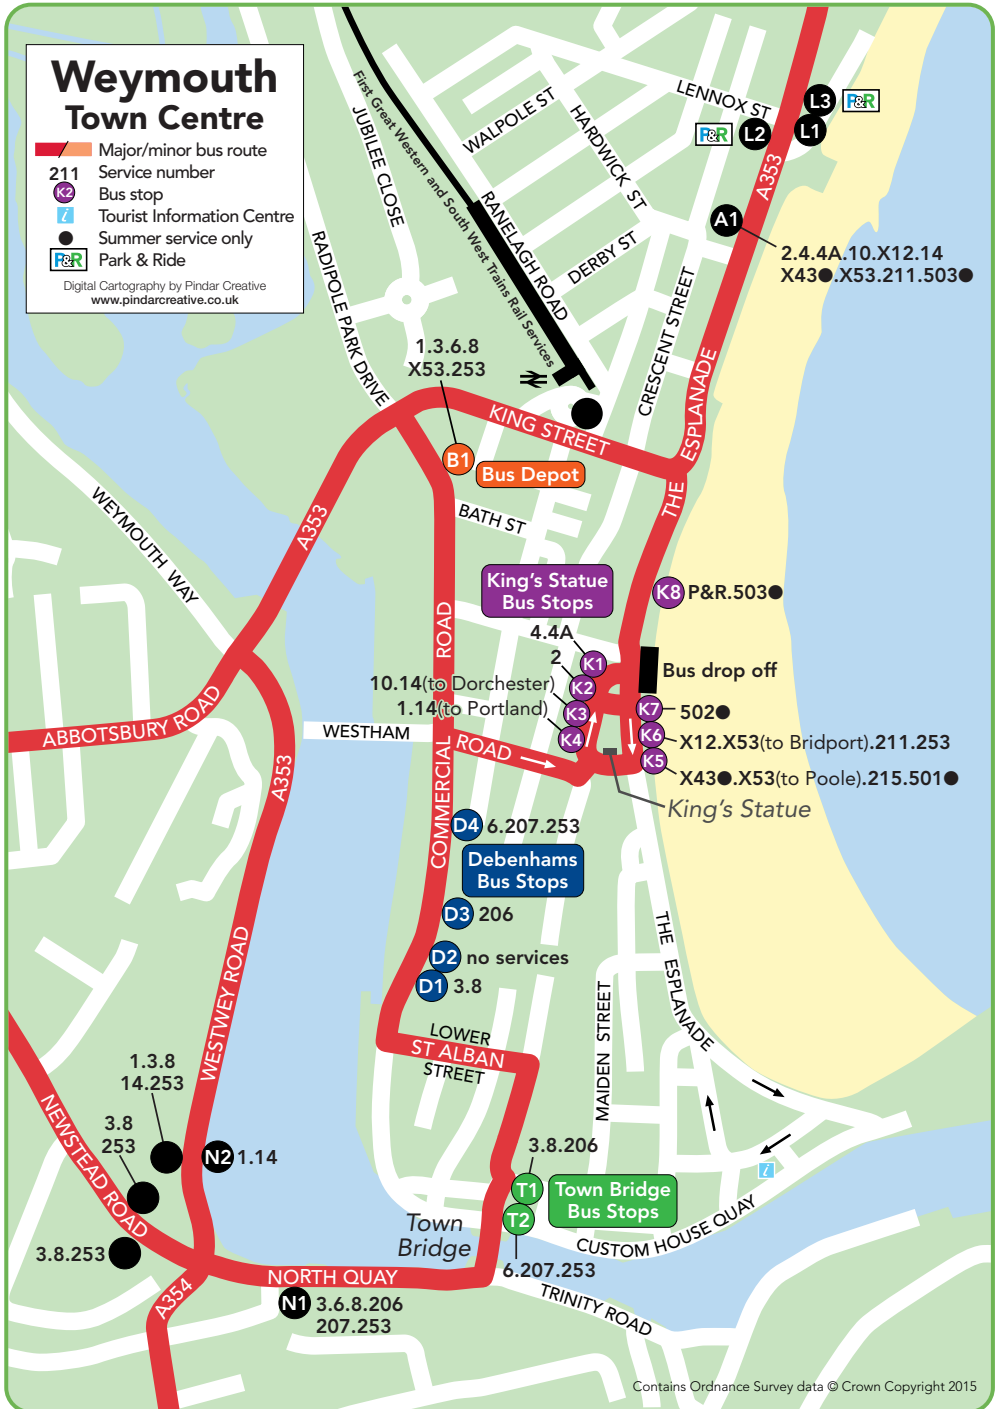 Weymouth
Town Centre
Major/minor bus route
211 Service number
K2 Bus stop
i Tourist Information Centre
Summer service only
P&R Park & Ride
Digital Cartography by Pindar Creative
www.pindarcreative.co.uk
First Great Western and South West Trains Rail Services
JUBILEE CLOSE
RADIPOLE PARK DRIVE
WALPOLE ST
HARDWICK ST
LENNOX ST
RANELAGH ROAD
DERBY ST
CRESCENT STREET
L3 P&R
P&R L2
L1
A353
A1
2.4.4A.10.X12.14
X43●.X53.211.503●
1.3.6.8
X53.253
KING STREET
THE ESPLANADE
B1
Bus Depot
BATH ST
WEYMOUTH WAY
A353
King's Statue
Bus Stops
K8 P&R.503●
4.4A
K1
2
K2
10.14(to Dorchester)
K3
1.14(to Portland)
K4
Bus drop off
K7 502●
K6 X12.X53(to Bridport).211.253
K5 X43●.X53(to Poole).215.501●
King's Statue
ABBOTSBURY ROAD
A353
WESTHAM ROAD
COMMERCIAL ROAD
D4 6.207.253
Debenhams
Bus Stops
D3 206
D2 no services
D1 3.8
THE ESPLANADE
MAIDEN STREET
WESTWEY ROAD
LOWER
ST ALBAN
STREET
1.3.8
14.253
3.8
253
NEWSTEAD ROAD
N2 1.14
3.8.206
T1
Town Bridge
Bus Stops
T2
Town
Bridge
i
CUSTOM HOUSE QUAY
3.8.253
6.207.253
NORTH QUAY
TRINITY ROAD
A354
N1 3.6.8.206
207.253
Contains Ordnance Survey data © Crown Copyright 2015